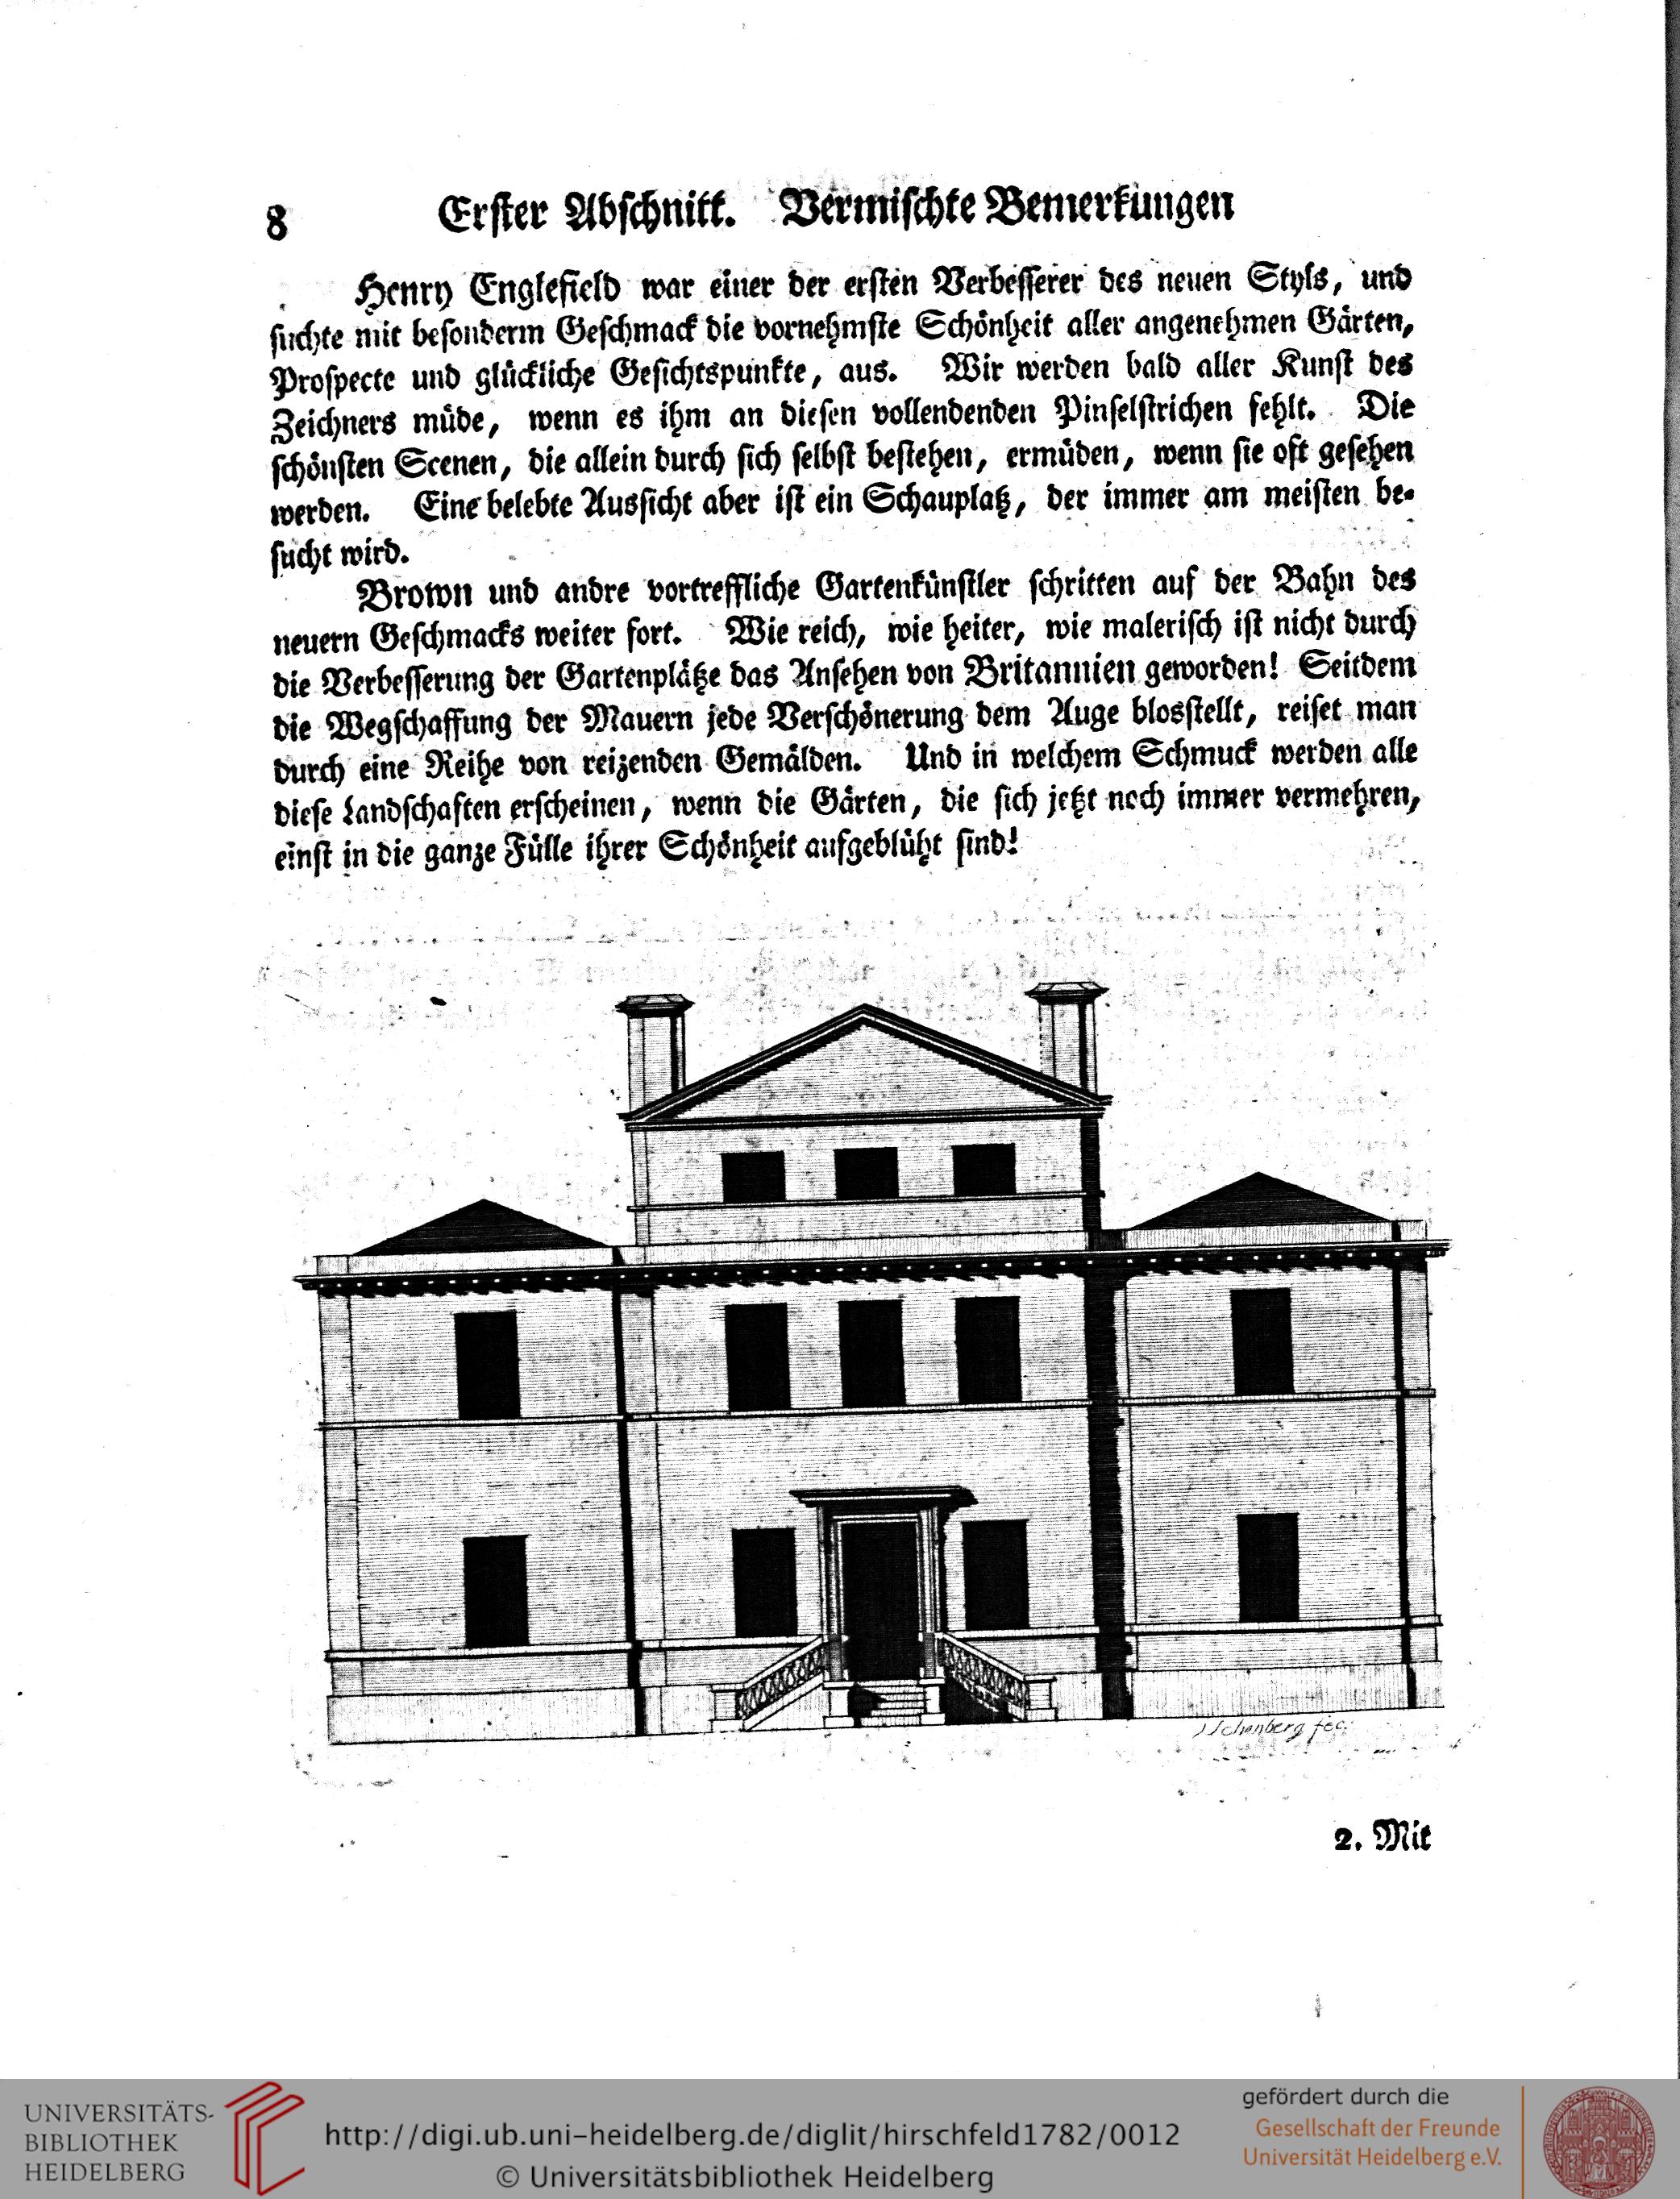 8 Erster Abschnitt. Vermischte Bemerkungen
Henry Englefield war einer der ersten Verbesserer des neuen Styls, und
suchte mit besonderm Geschmack die vornehmste Schönheit aller angenehmen Gärten,
Prospecte und glückliche Gesichtspunkte, aus. Wir werden bald aller Kunst des
Zeichners müde, wenn es ihm an diesen vollendenden Pinselstrichen fehlt. Die
schönsten Scenen, die allein durch sich selbst bestehen, ermüden, wenn sie oft gesehen
werden. Eine belebte Aussicht aber ist ein Schauplatz, der immer am meisten be-
sucht wird.
Brown und andre vortreffliche Gartenkünstler schritten auf der Bahn des
neuern Geschmacks weiter fort. Wie reich, wie heiter, wie malerisch ist nicht durch
die Verbesserung der Gartenplätze das Ansehen von Britannien geworden! Seitdem
die Wegschaffung der Mauern jede Verschönerung dem Auge blosstellt, reiset man
durch eine Reihe von reizenden Gemälden. Und in welchem Schmuck werden alle
diese Landschaften erscheinen, wenn die Gärten, die sich jetzt noch immer vermehren,
einst in die ganze Fülle ihrer Schönheit aufgeblüht sind!
fec.
2. Mit
UNIVERSITÄTS-
BIBLIOTHEK
HEIDELBERG
http://digi.ub.uni-heidelberg.de/diglit/hirschfeld1782/0012
© Universitätsbibliothek Heidelberg
gefördert durch die
Gesellschaft der Freunde
Universität Heidelberg e.V.